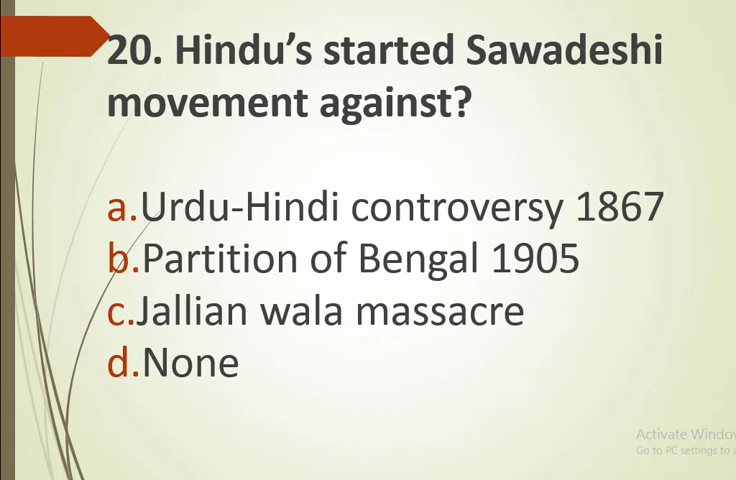 20. Hindu’s started Sawadeshi
movement against?
a.Urdu-Hindi controversy 1867
b.Partition of Bengal 1905
c.Jallian wala massacre
d.None
Activate Window
Go to PC settings to a